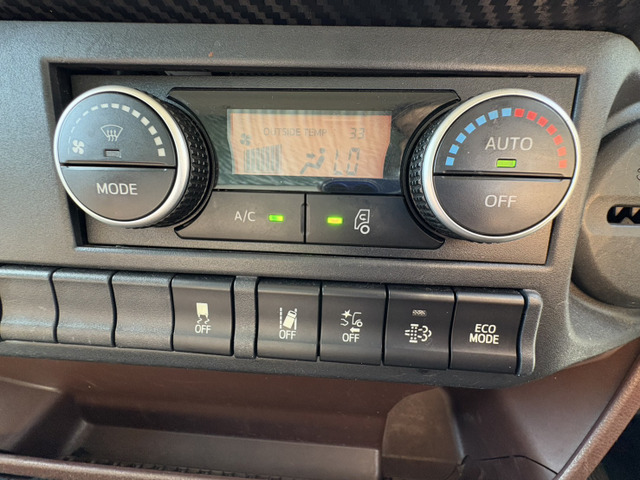 OUTSIDE TEMP 33
AUTO
MODE
OFF
A/C
OFF
OFF
OFF
ECO
MODE